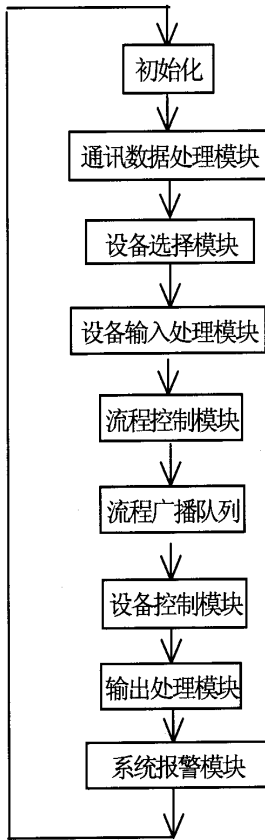 初始化
通讯数据处理模块
设备选择模块
设备输入处理模块
流程控制模块
流程广播队列
设备控制模块
输出处理模块
系统报警模块